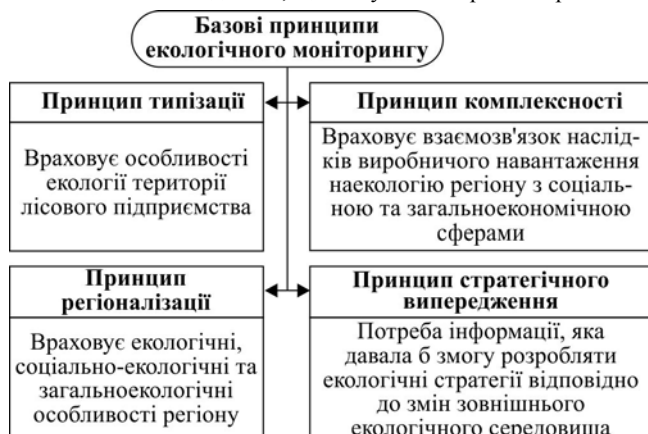 Базові принципи
екологічного моніторингу
Принцип типізації
Враховує особливості
екології території
лісового підприємства
Принцип комплексності
Враховує взаємозв'язок наслід-
ків виробничого навантаження
наекологію регіону з соціаль-
ною та загальноекономічною
сферами
Принцип
регіоналізації
Враховує екологічні,
соціально-екологічні та
загальноекологічні
особливості регіону
Принцип стратегічного
випередження
Потреба інформації, яка
давала б змогу розробляти
екологічні стратегії відповідно
до змін зовнішнього
екологічного середовища